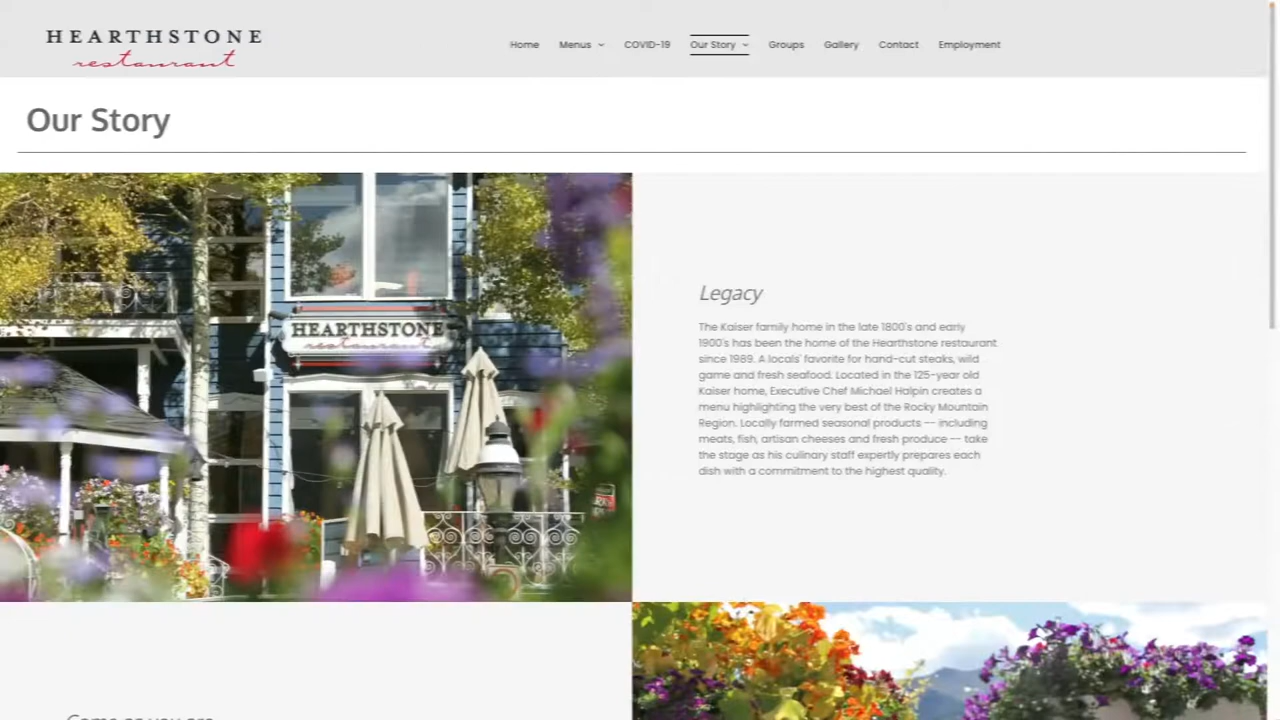 HEARTHSTONE
restaurant
Home Menus COVID-19 Our Story Groups Gallery Contact Employment
Our Story
HEARTHSTONE
restaurant
Legacy
The Kaiser family home in the late 1800's and early
1900's has been the home of the Hearthstone restaurant
since 1989. A locals' favorite for hand-cut steaks, wild
game and fresh seafood. Located in the 125-year old
Kaiser home, Executive Chef Michael Halpin creates a
menu highlighting the very best of the Rocky Mountain
Region. Locally farmed seasonal products -- including
meats, fish, artisan cheeses and fresh produce -- take
the stage as his culinary staff expertly prepares each
dish with a commitment to the highest quality.
Come as you are